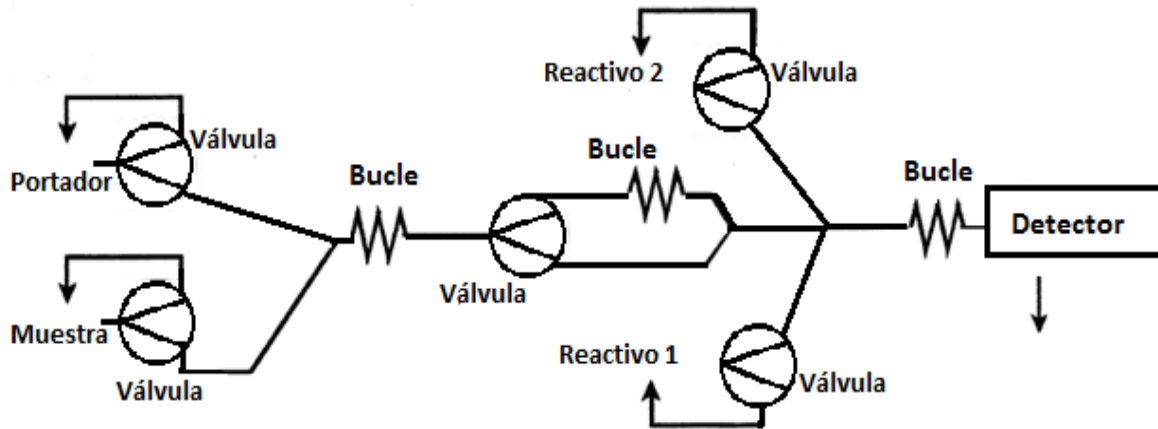 Reactivo 2
Válvula
Válvula
Portador
Bucle
Bucle
Bucle
Detector
Válvula
Muestra
Válvula
Reactivo 1
Válvula